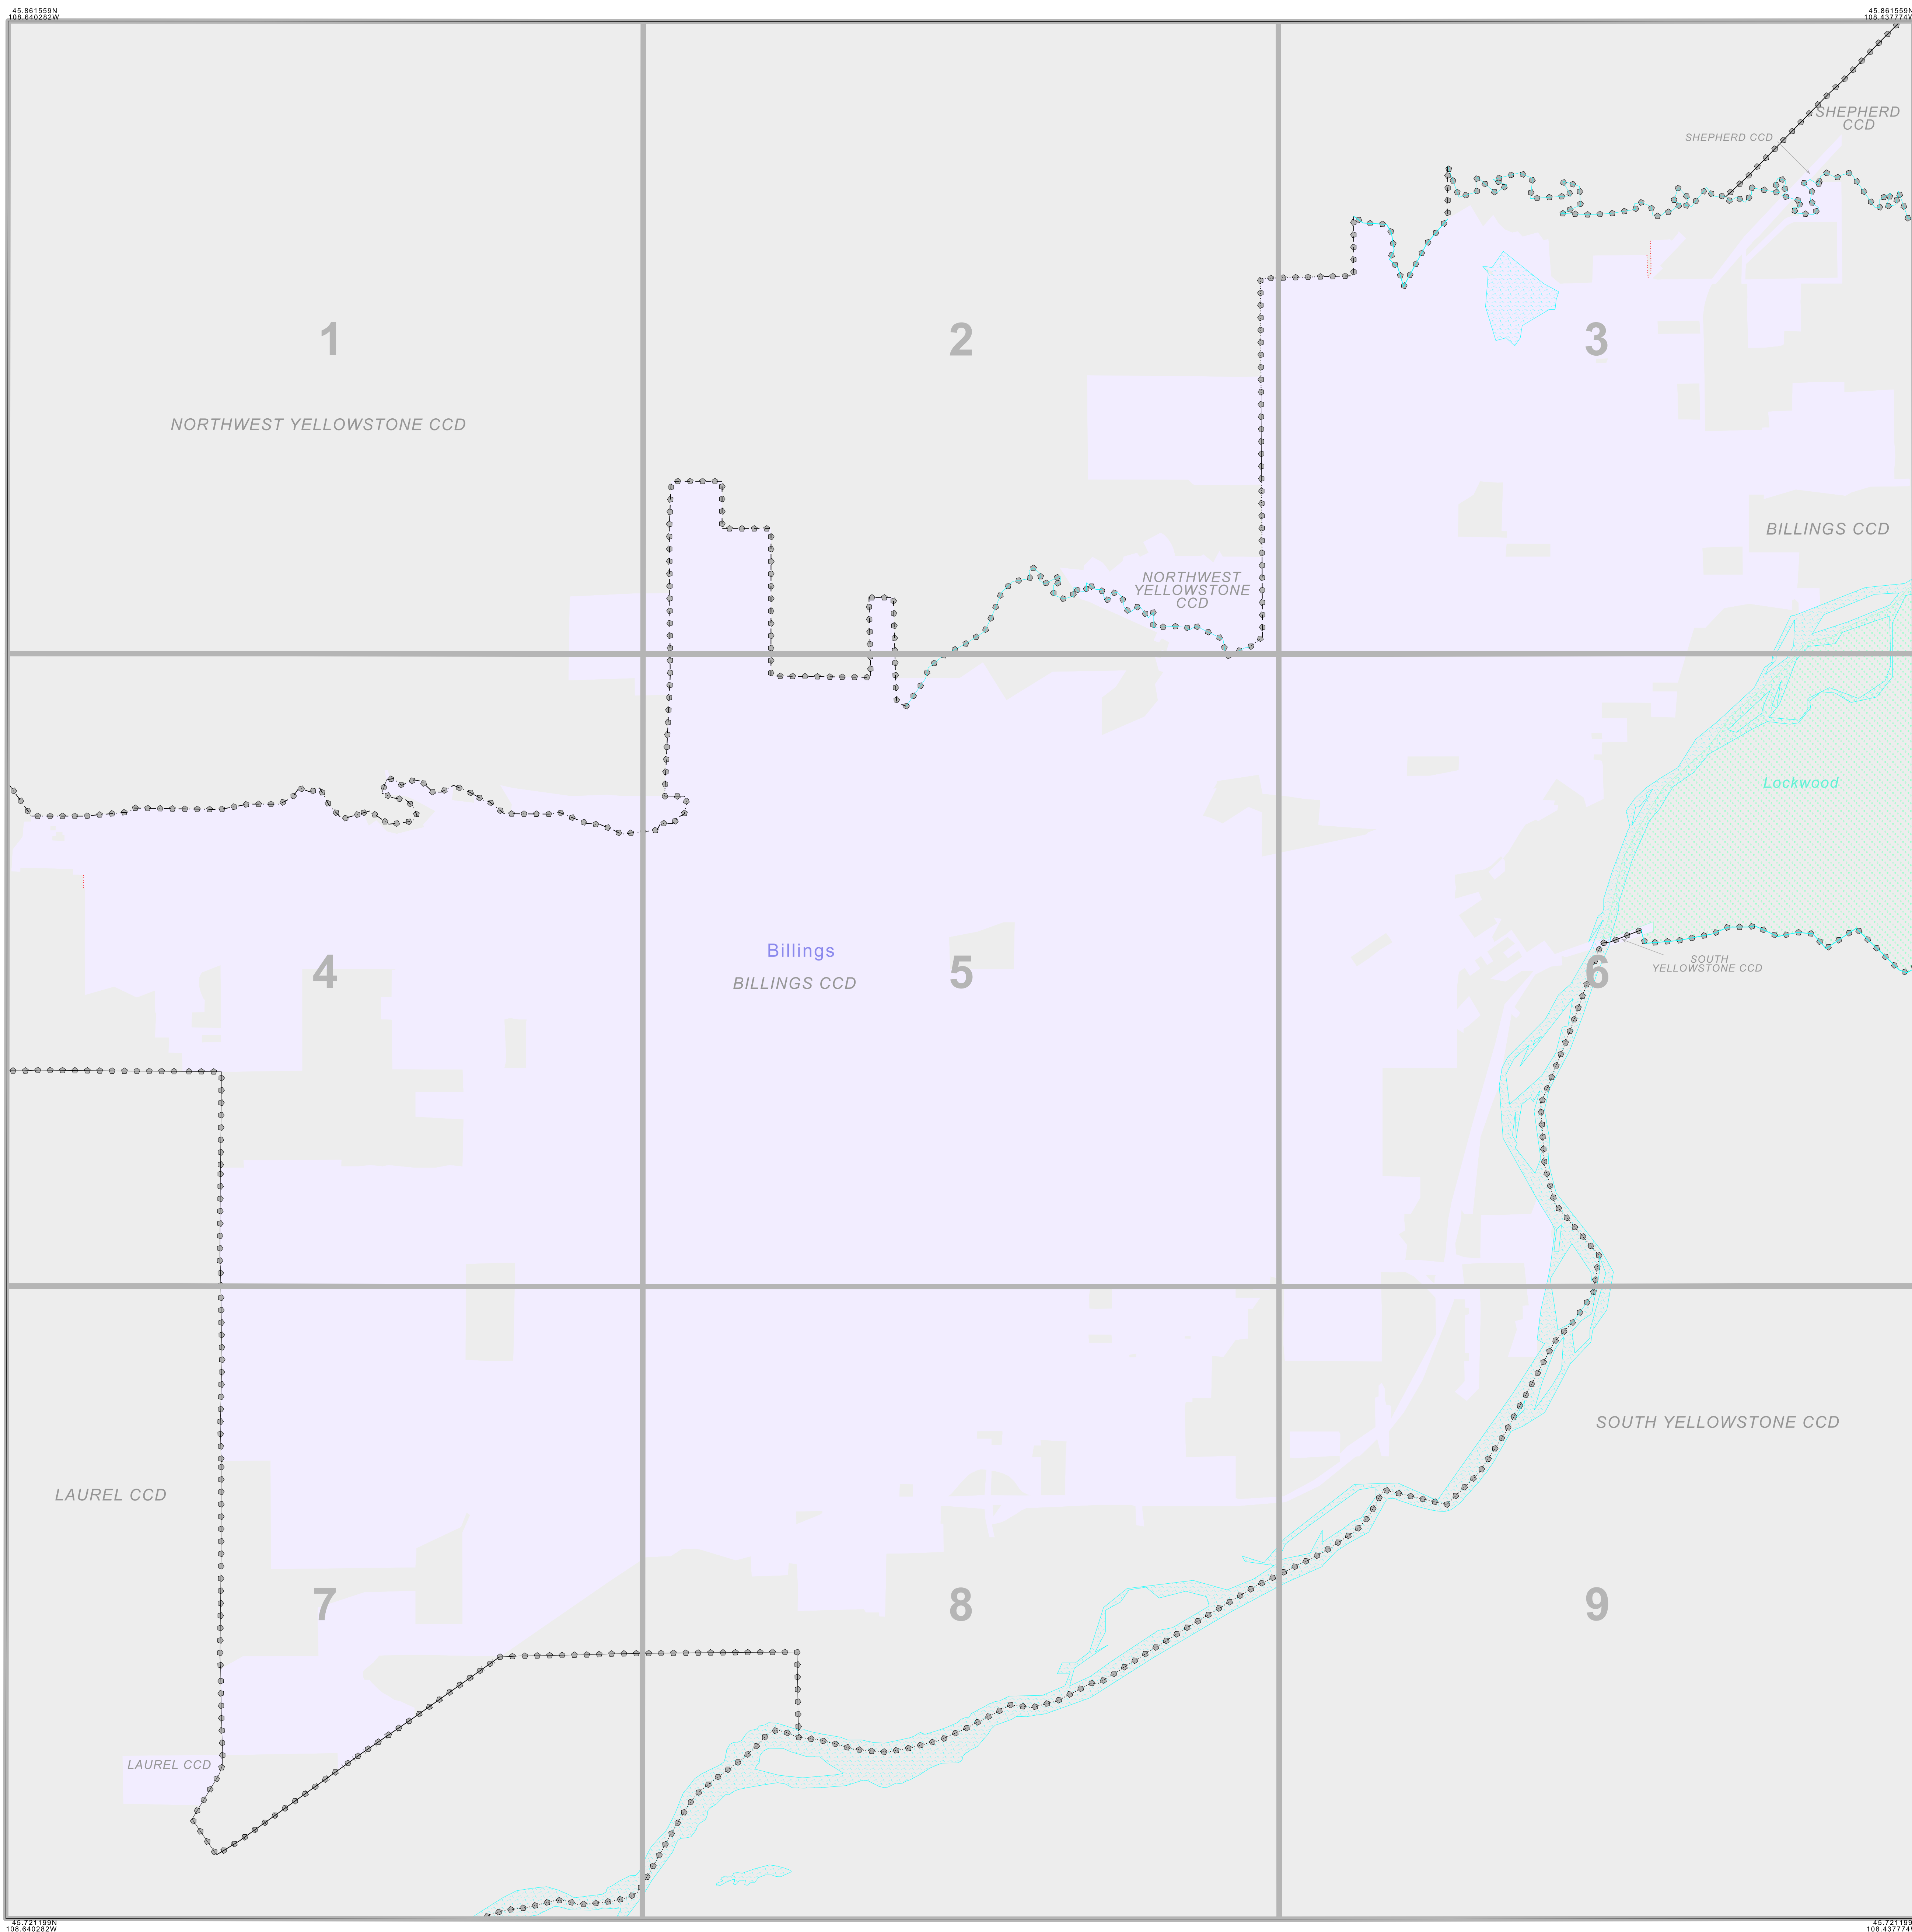 45.861559N
108.640282W
45.861559N
108.437774W
SHEPHERD
CCD
SHEPHERD CCD
1
2
3
NORTHWEST YELLOWSTONE CCD
BILLINGS CCD
NORTHWEST
YELLOWSTONE
CCD
Lockwood
Billings
BILLINGS CCD
4
5
6
SOUTH
YELLOWSTONE CCD
SOUTH YELLOWSTONE CCD
LAUREL CCD
7
8
9
LAUREL CCD
45.721199N
108.640282W
45.721199N
108.437774W